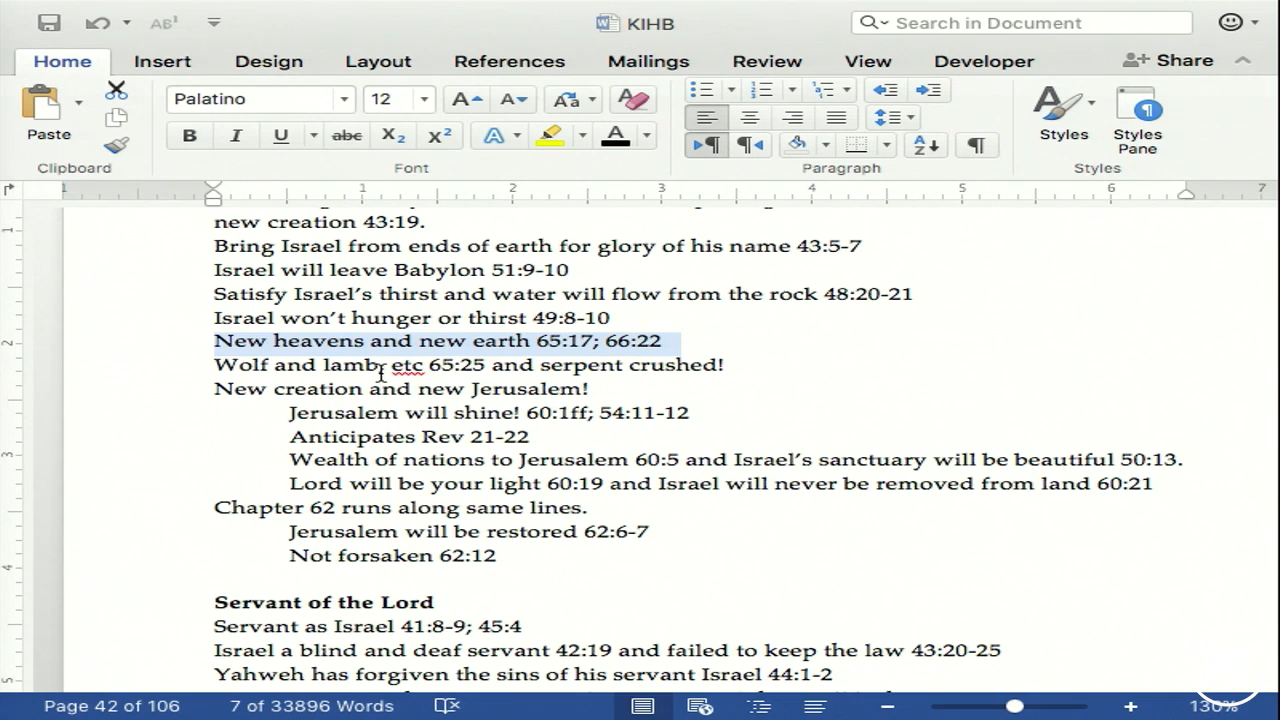 KIHB
Search in Document
Home Insert Design Layout References Mailings Review View Developer Share
Palatino 12
Paste
Styles Styles Pane
Clipboard Font Paragraph Styles
1 1 2 3 4 5 6 7
new creation 43:19.
Bring Israel from ends of earth for glory of his name 43:5-7
Israel will leave Babylon 51:9-10
Satisfy Israel's thirst and water will flow from the rock 48:20-21
Israel won't hunger or thirst 49:8-10
New heavens and new earth 65:17; 66:22
Wolf and lamb, etc 65:25 and serpent crushed!
New creation and new Jerusalem!
Jerusalem will shine! 60:1ff; 54:11-12
Anticipates Rev 21-22
Wealth of nations to Jerusalem 60:5 and Israel's sanctuary will be beautiful 50:13.
Lord will be your light 60:19 and Israel will never be removed from land 60:21
Chapter 62 runs along same lines.
Jerusalem will be restored 62:6-7
Not forsaken 62:12
Servant of the Lord
Servant as Israel 41:8-9; 45:4
Israel a blind and deaf servant 42:19 and failed to keep the law 43:20-25
Yahweh has forgiven the sins of his servant Israel 44:1-2
Page 42 of 106 7 of 33896 Words 130%